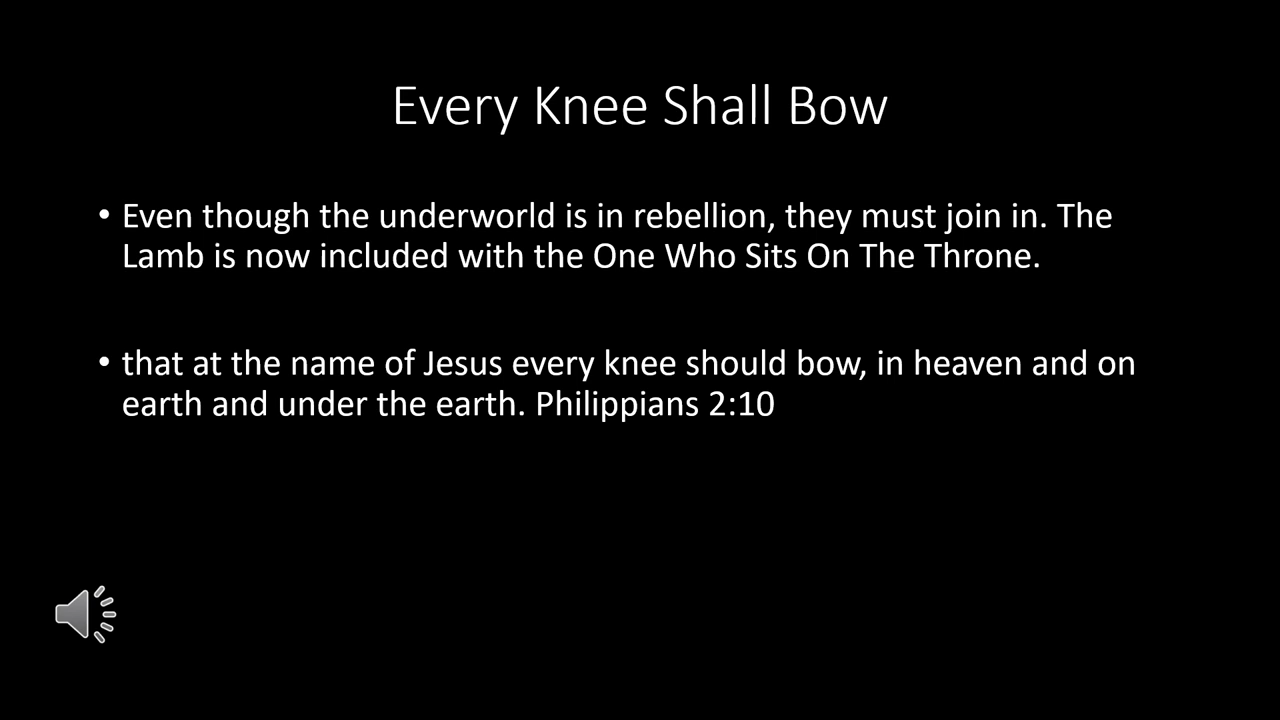 Every Knee Shall Bow
• Even though the underworld is in rebellion, they must join in. The
Lamb is now included with the One Who Sits On The Throne.
• that at the name of Jesus every knee should bow, in heaven and on
earth and under the earth. Philippians 2:10